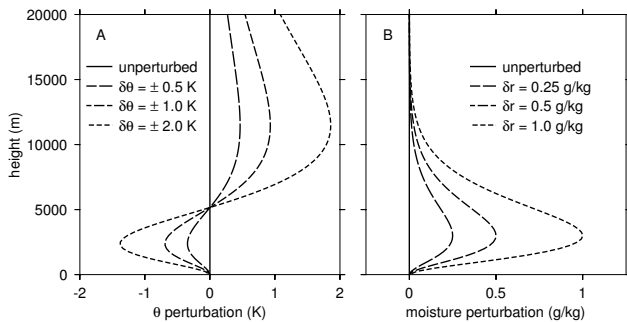 20000
15000
10000
5000
0
height (m)
A
unperturbed
δθ = ± 0.5 K
δθ = ± 1.0 K
δθ = ± 2.0 K
-2 -1 0 1 2
θ perturbation (K)
B
unperturbed
δr = 0.25 g/kg
δr = 0.5 g/kg
δr = 1.0 g/kg
0 0.5 1
moisture perturbation (g/kg)